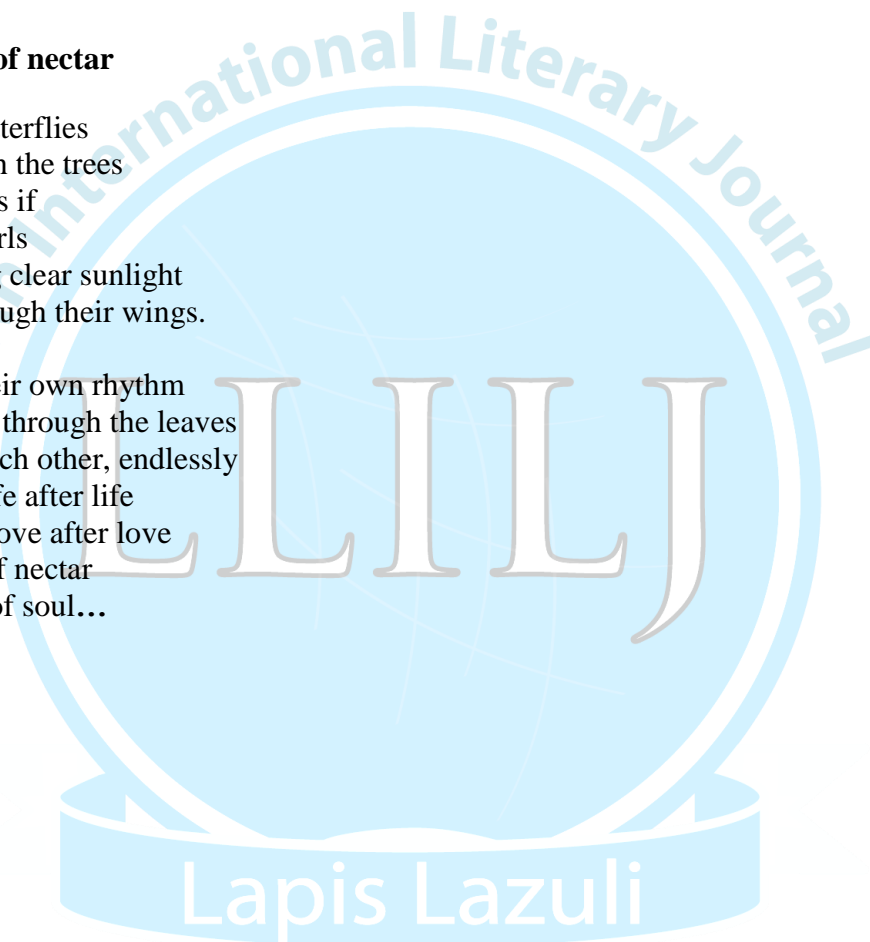 of nectar
terflies
n the trees
s if
rls
clear sunlight
ugh their wings.
eir own rhythm
through the leaves
ch other, endlessly
fe after life
ove after love
f nectar
of soul…
International Literary Journal
LLILJ
Lapis Lazuli